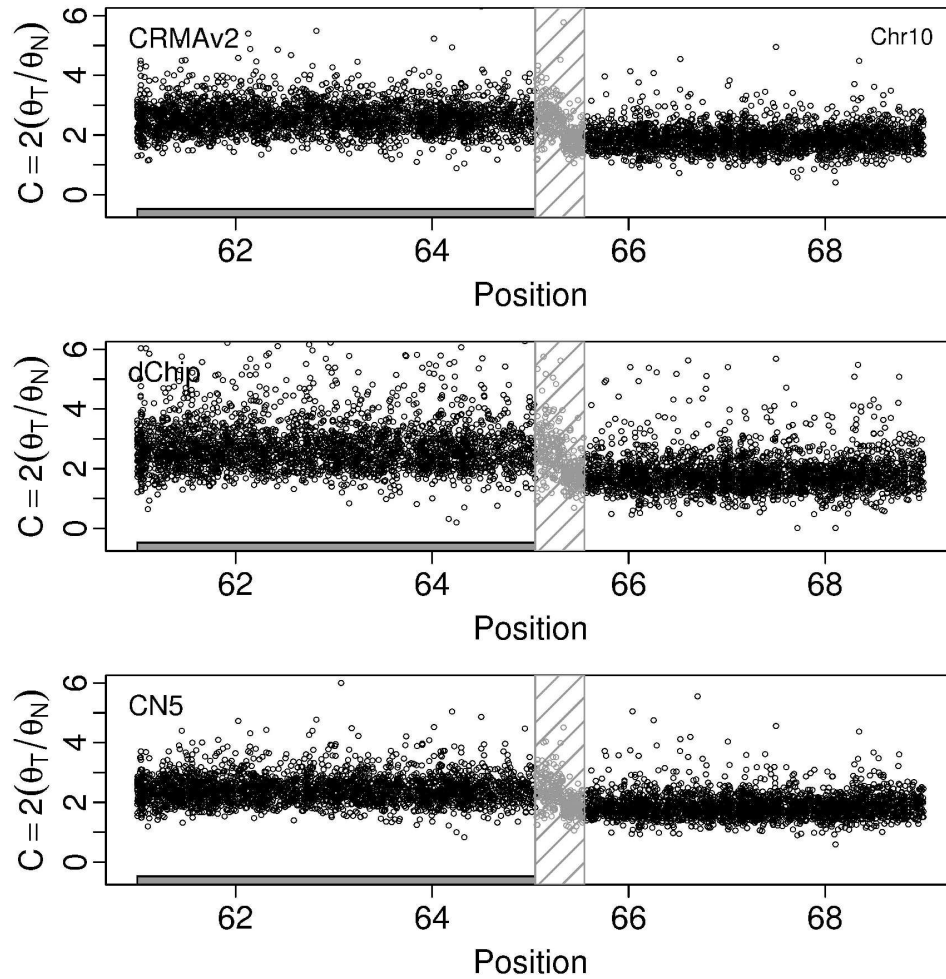 CRMAv2
Chr10
C = 2(θT/θN)
0 2 4 6
62 64 66 68
Position
dChip
C = 2(θT/θN)
0 2 4 6
62 64 66 68
Position
CN5
C = 2(θT/θN)
0 2 4 6
62 64 66 68
Position